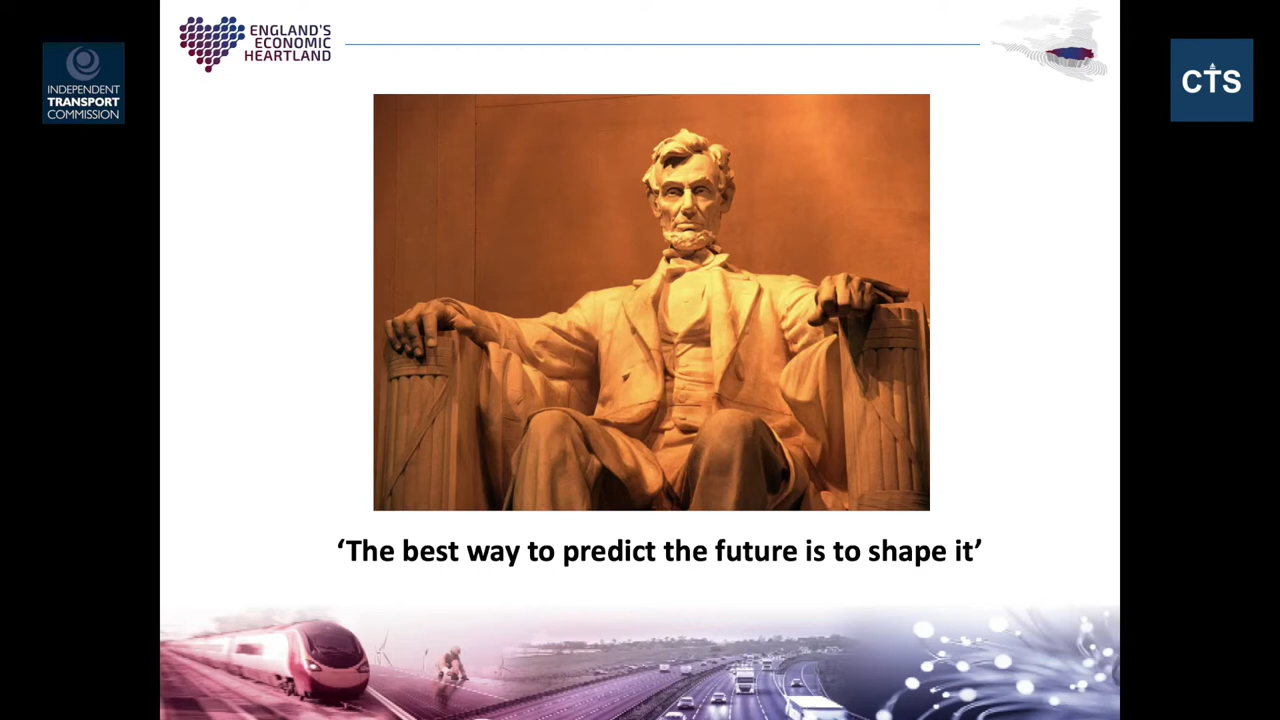 INDEPENDENT
TRANSPORT
COMMISSION
ENGLAND'S
ECONOMIC
HEARTLAND
CTS
‘The best way to predict the future is to shape it’